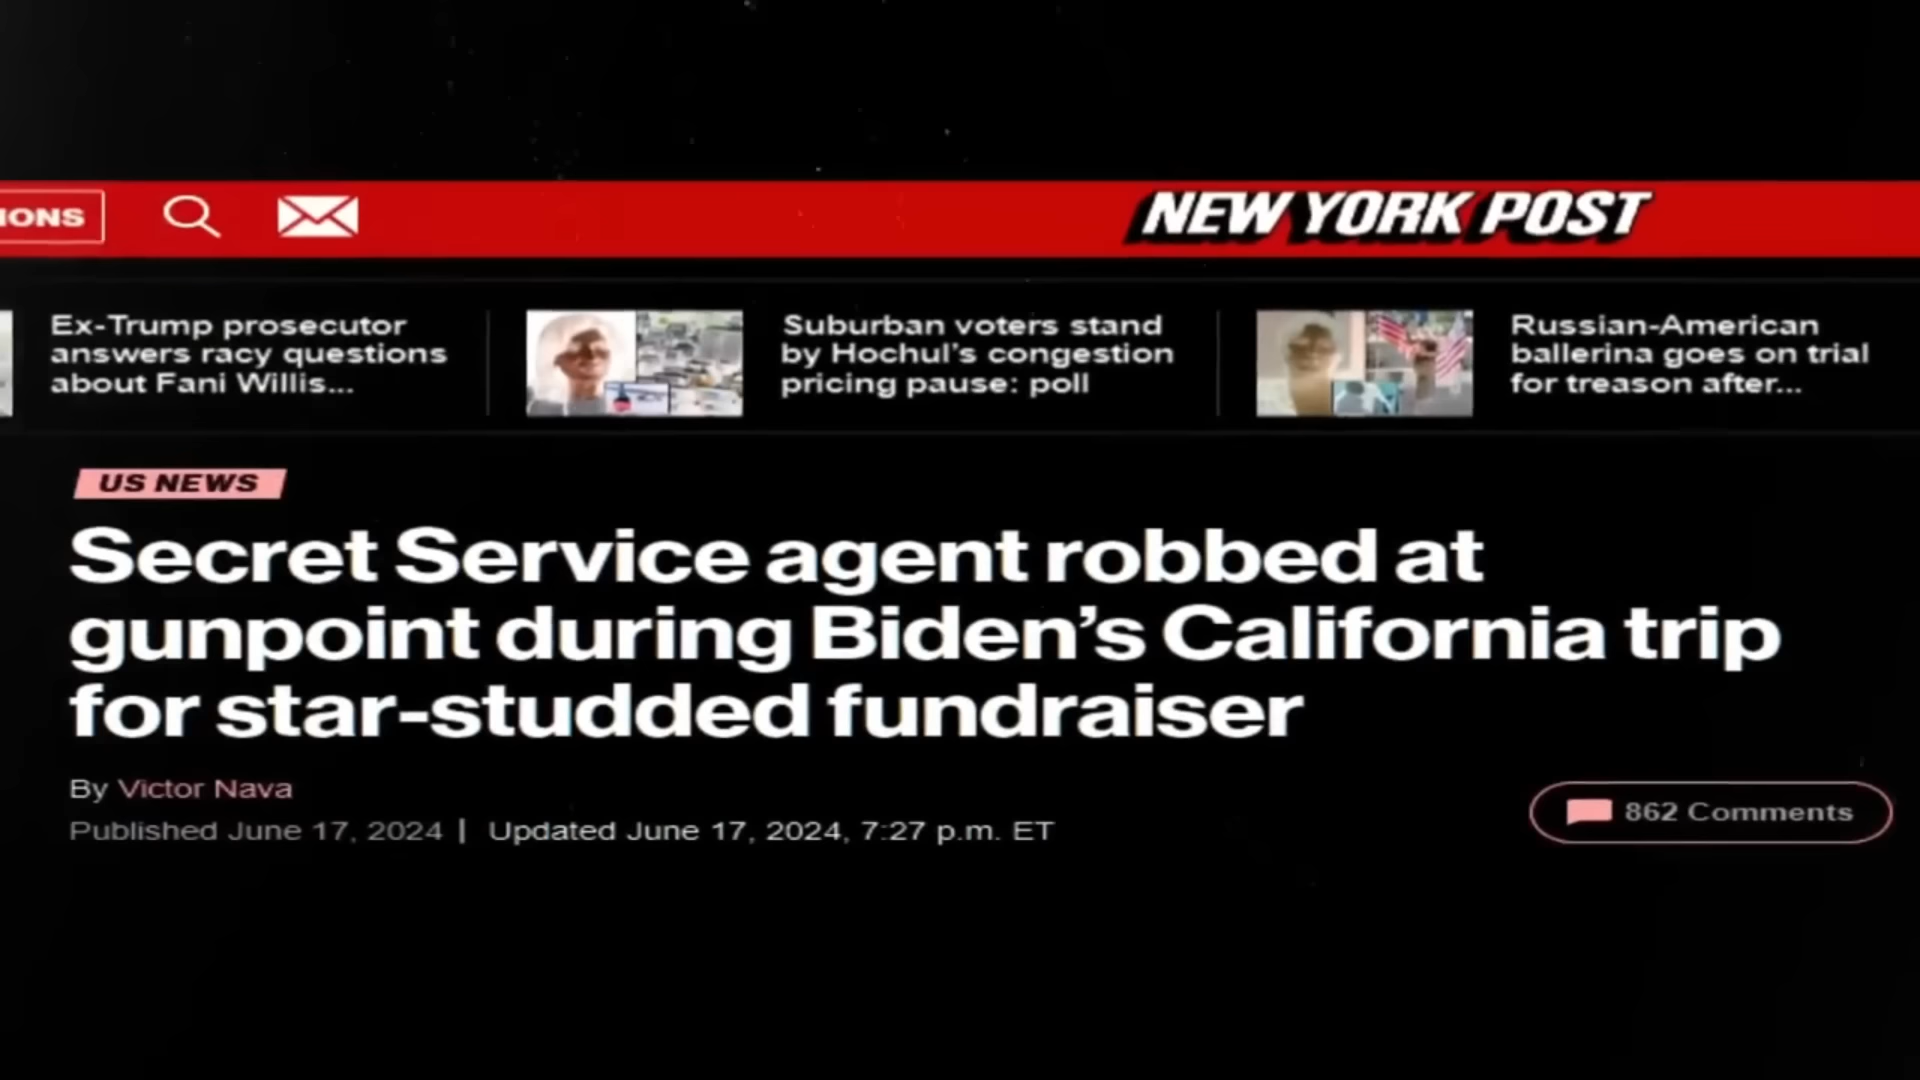 IONS
NEW YORK POST
Ex-Trump prosecutor
answers racy questions
about Fani Willis...
Suburban voters stand
by Hochul's congestion
pricing pause: poll
Russian-American
ballerina goes on trial
for treason after...
US NEWS
Secret Service agent robbed at
gunpoint during Biden's California trip
for star-studded fundraiser
By Victor Nava
Published June 17, 2024 | Updated June 17, 2024, 7:27 p.m. ET
862 Comments